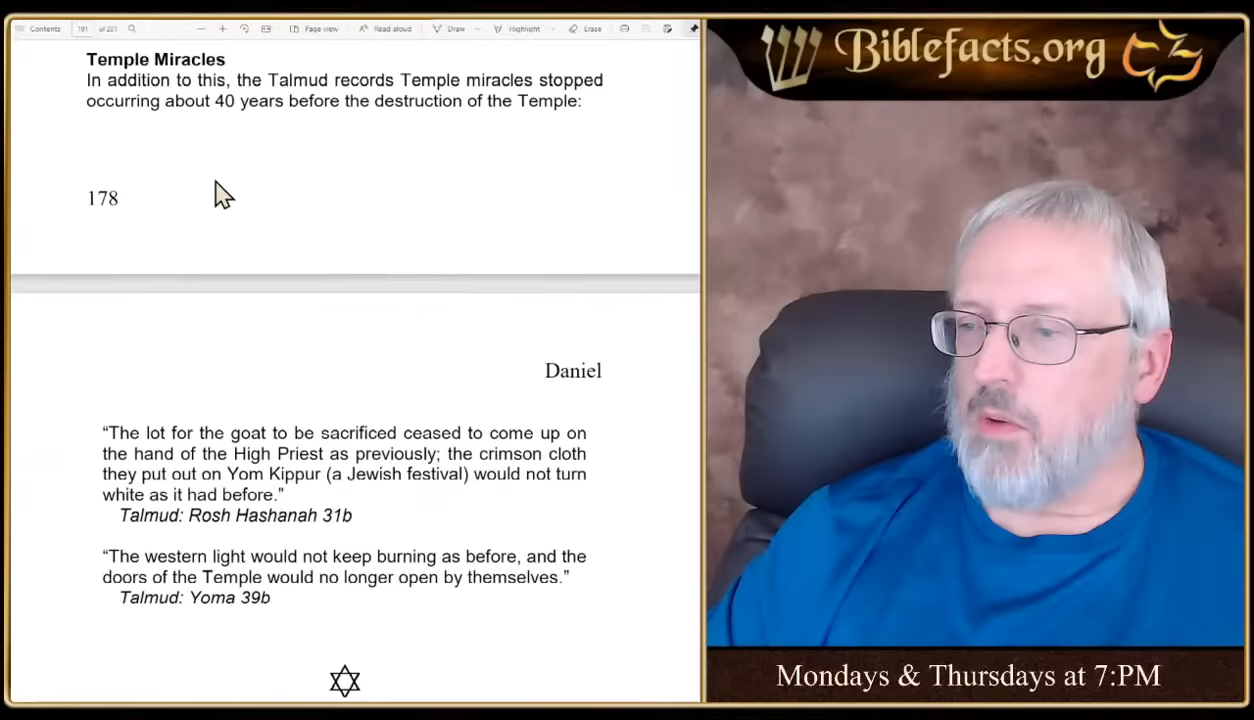 Contents 191 of 221 Page view Read aloud Draw Highlight Erase
Temple Miracles
In addition to this, the Talmud records Temple miracles stopped
occurring about 40 years before the destruction of the Temple:
178
Daniel
“The lot for the goat to be sacrificed ceased to come up on
the hand of the High Priest as previously; the crimson cloth
they put out on Yom Kippur (a Jewish festival) would not turn
white as it had before.”
Talmud: Rosh Hashanah 31b
“The western light would not keep burning as before, and the
doors of the Temple would no longer open by themselves.”
Talmud: Yoma 39b
ש Biblefacts.org
Mondays & Thursdays at 7:PM